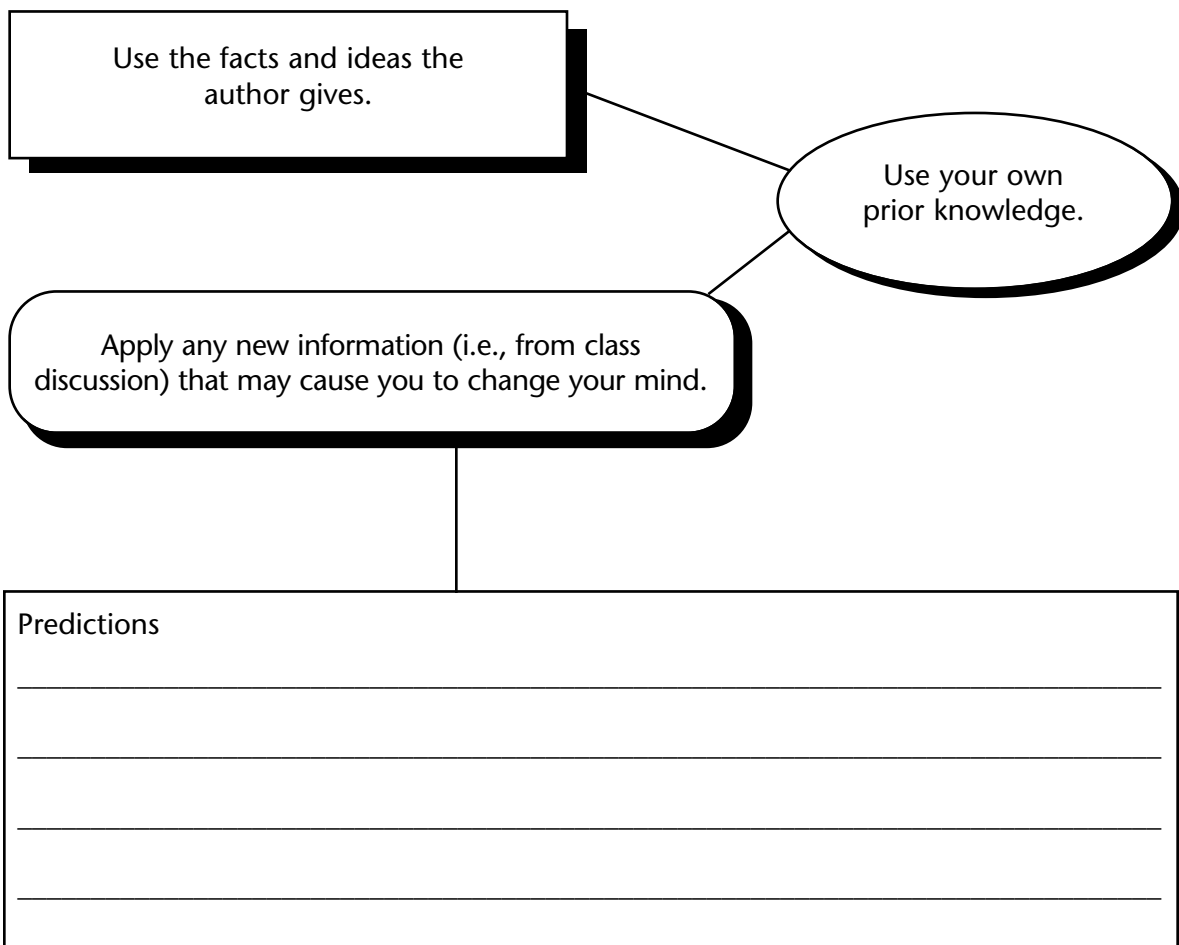 Use the facts and ideas the
author gives.
Use your own
prior knowledge.
Apply any new information (i.e., from class
discussion) that may cause you to change your mind.
Predictions